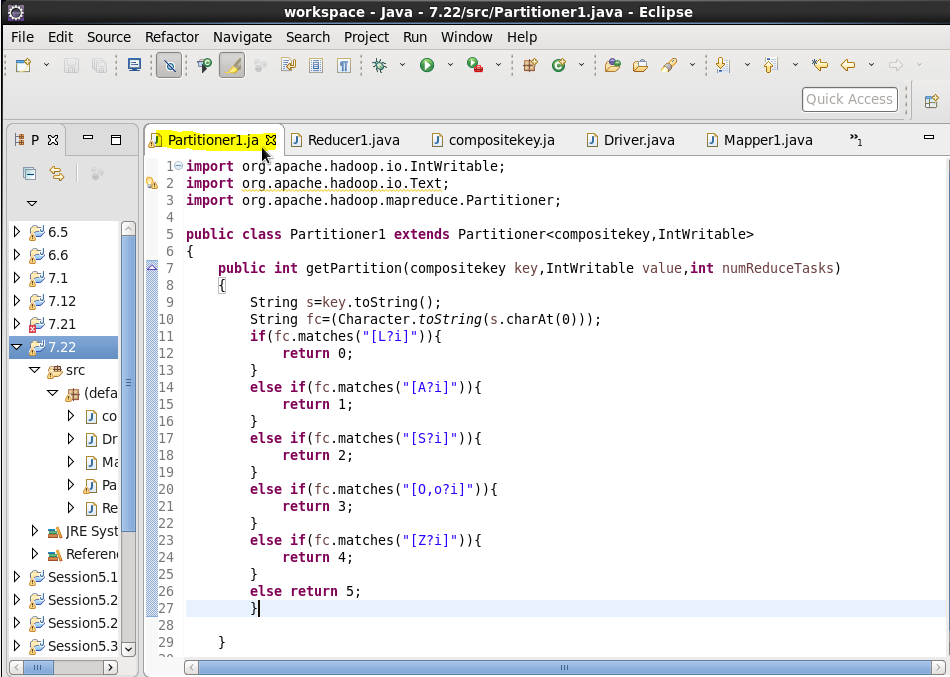 workspace - Java - 7.22/src/Partitioner1.java - Eclipse
File Edit Source Refactor Navigate Search Project Run Window Help
Quick Access
P Partitioner1.ja Reducer1.java compositekey.ja Driver.java Mapper1.java »1
6.5
6.6
7.1
7.12
7.21
7.22
src
(defa
co
Dr
Ma
Pa
Re
JRE Syst
Referen
Session5.1
Session5.2
Session5.2
Session5.3
1 import org.apache.hadoop.io.IntWritable;
2 import org.apache.hadoop.io.Text;
3 import org.apache.hadoop.mapreduce.Partitioner;
4
5 public class Partitioner1 extends Partitioner<compositekey,IntWritable>
6 {
7 public int getPartition(compositekey key,IntWritable value,int numReduceTasks)
8 {
9 String s=key.toString();
10 String fc=(Character.toString(s.charAt(0)));
11 if(fc.matches("[L?i]")){
12 return 0;
13 }
14 else if(fc.matches("[A?i]")){
15 return 1;
16 }
17 else if(fc.matches("[S?i]")){
18 return 2;
19 }
20 else if(fc.matches("[O,o?i]")){
21 return 3;
22 }
23 else if(fc.matches("[Z?i]")){
24 return 4;
25 }
26 else return 5;
27 }
28
29 }